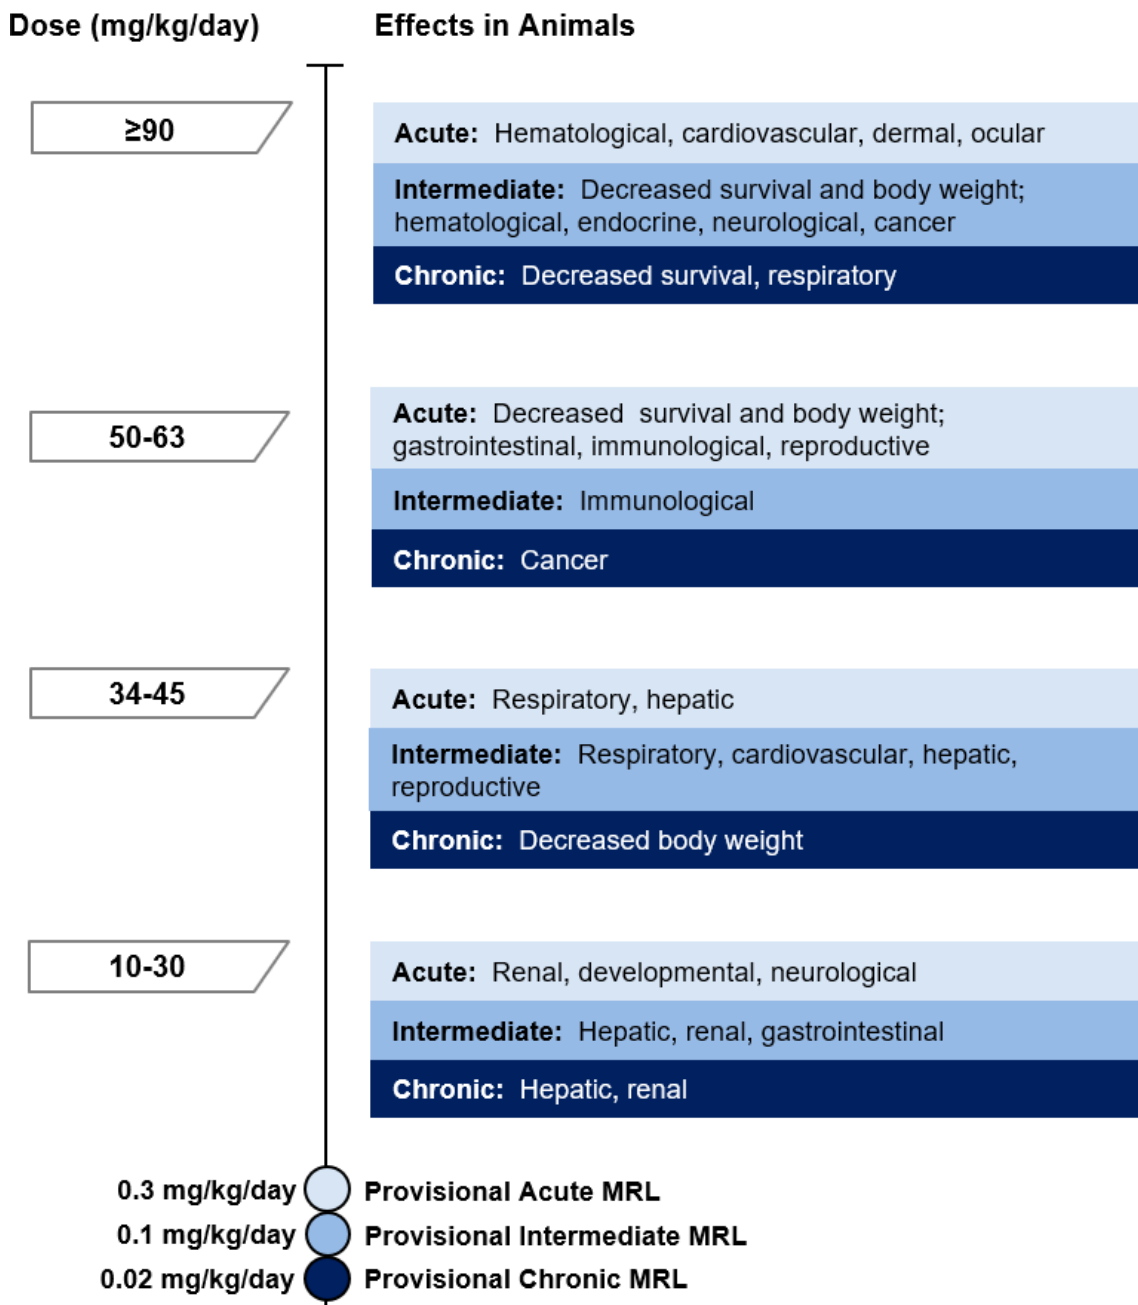 Dose (mg/kg/day) Effects in Animals
≥90
Acute: Hematological, cardiovascular, dermal, ocular
Intermediate: Decreased survival and body weight;
hematological, endocrine, neurological, cancer
Chronic: Decreased survival, respiratory
50-63
Acute: Decreased survival and body weight;
gastrointestinal, immunological, reproductive
Intermediate: Immunological
Chronic: Cancer
34-45
Acute: Respiratory, hepatic
Intermediate: Respiratory, cardiovascular, hepatic,
reproductive
Chronic: Decreased body weight
10-30
Acute: Renal, developmental, neurological
Intermediate: Hepatic, renal, gastrointestinal
Chronic: Hepatic, renal
0.3 mg/kg/day Provisional Acute MRL
0.1 mg/kg/day Provisional Intermediate MRL
0.02 mg/kg/day Provisional Chronic MRL